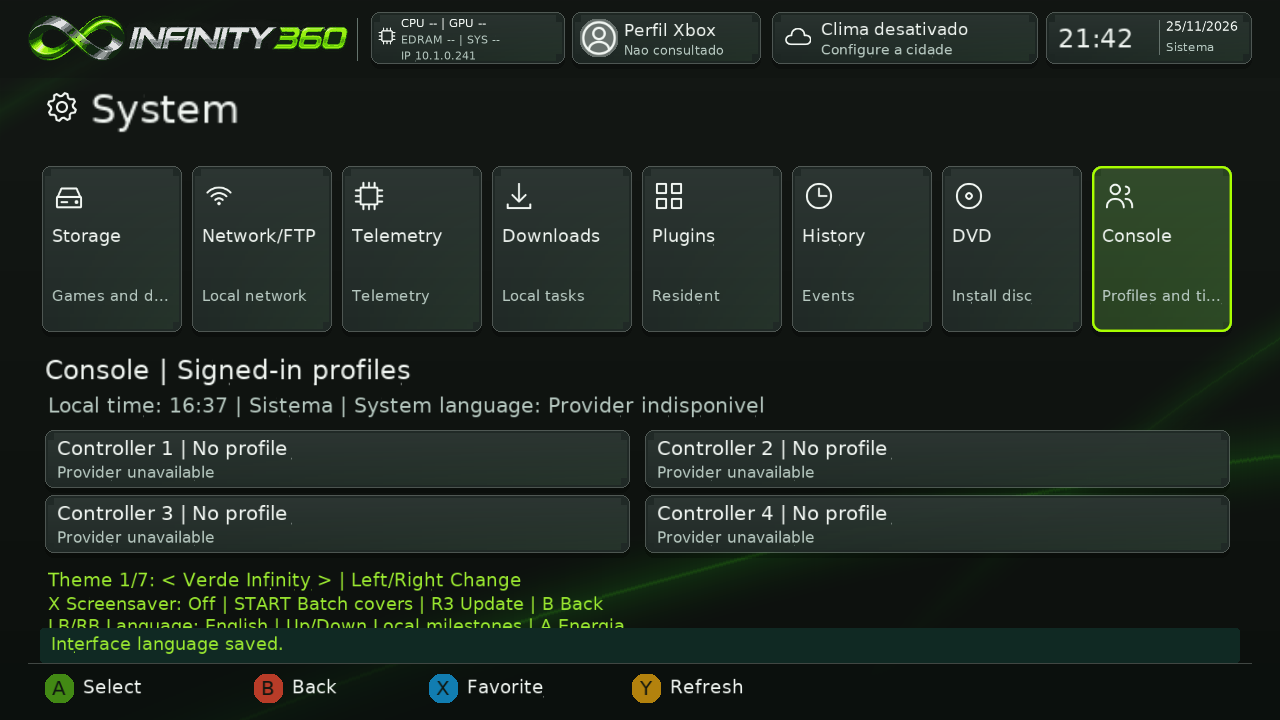 INFINITY 360
CPU -- | GPU --
EDRAM -- | SYS --
IP 10.1.0.241
Perfil Xbox
Nao consultado
Clima desativado
Configure a cidade
21:42
25/11/2026
Sistema
System
Storage
Games and d...
Network/FTP
Local network
Telemetry
Telemetry
Downloads
Local tasks
Plugins
Resident
History
Events
DVD
Install disc
Console
Profiles and ti...
Console | Signed-in profiles
Local time: 16:37 | Sistema | System language: Provider indisponivel
Controller 1 | No profile
Provider unavailable
Controller 2 | No profile
Provider unavailable
Controller 3 | No profile
Provider unavailable
Controller 4 | No profile
Provider unavailable
Theme 1/7: < Verde Infinity > | Left/Right Change
X Screensaver: Off | START Batch covers | R3 Update | B Back
LB/RB Language: English | Up/Down Local milestones | A Energia
Interface language saved.
A Select
B Back
X Favorite
Y Refresh